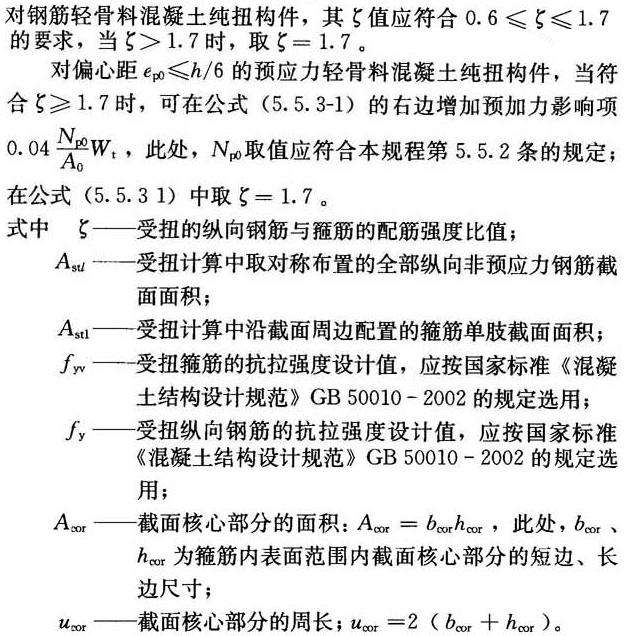 对钢筋轻骨料混凝土纯扭构件，其 ζ 值应符合 0.6 ≤ ζ ≤ 1.7
的要求，当 ζ > 1.7 时，取 ζ = 1.7。
对偏心距 e_{p0} ≤ h/6 的预应力轻骨料混凝土纯扭构件，当符
合 ζ ≥ 1.7 时，可在公式（5.5.3-1）的右边增加预加力影响项
0.04 \frac{N_{p0}}{A_0} W_t，此处，N_{p0} 取值应符合本规程第 5.5.2 条的规定；
在公式（5.5.3 1）中取 ζ = 1.7。
式中 ζ——受扭的纵向钢筋与箍筋的配筋强度比值；
A_{stl}——受扭计算中取对称布置的全部纵向非预应力钢筋截
面面积；
A_{st1}——受扭计算中沿截面周边配置的箍筋单肢截面面积；
f_{yv}——受扭箍筋的抗拉强度设计值，应按国家标准《混凝
土结构设计规范》GB 50010-2002 的规定选用；
f_y——受扭纵向钢筋的抗拉强度设计值，应按国家标准
《混凝土结构设计规范》GB 50010-2002 的规定选
用；
A_{cor}——截面核心部分的面积：A_{cor} = b_{cor}h_{cor}，此处，b_{cor}、
h_{cor} 为箍筋内表面范围内截面核心部分的短边、长
边尺寸；
u_{cor}——截面核心部分的周长；u_{cor} = 2（b_{cor} + h_{cor}）。